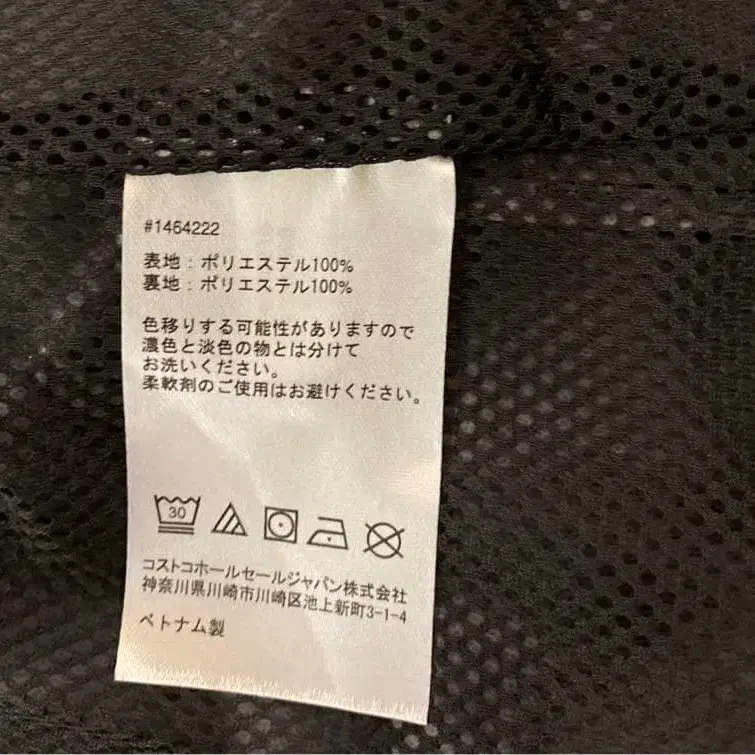 #1464222
表地：ポリエステル100%
裏地：ポリエステル100%
色移りする可能性がありますので
濃色と淡色の物とは分けて
お洗いください。
柔軟剤のご使用はお避けください。
30
コストコホールセールジャパン株式会社
神奈川県川崎市川崎区池上新町3-1-4
ベトナム製